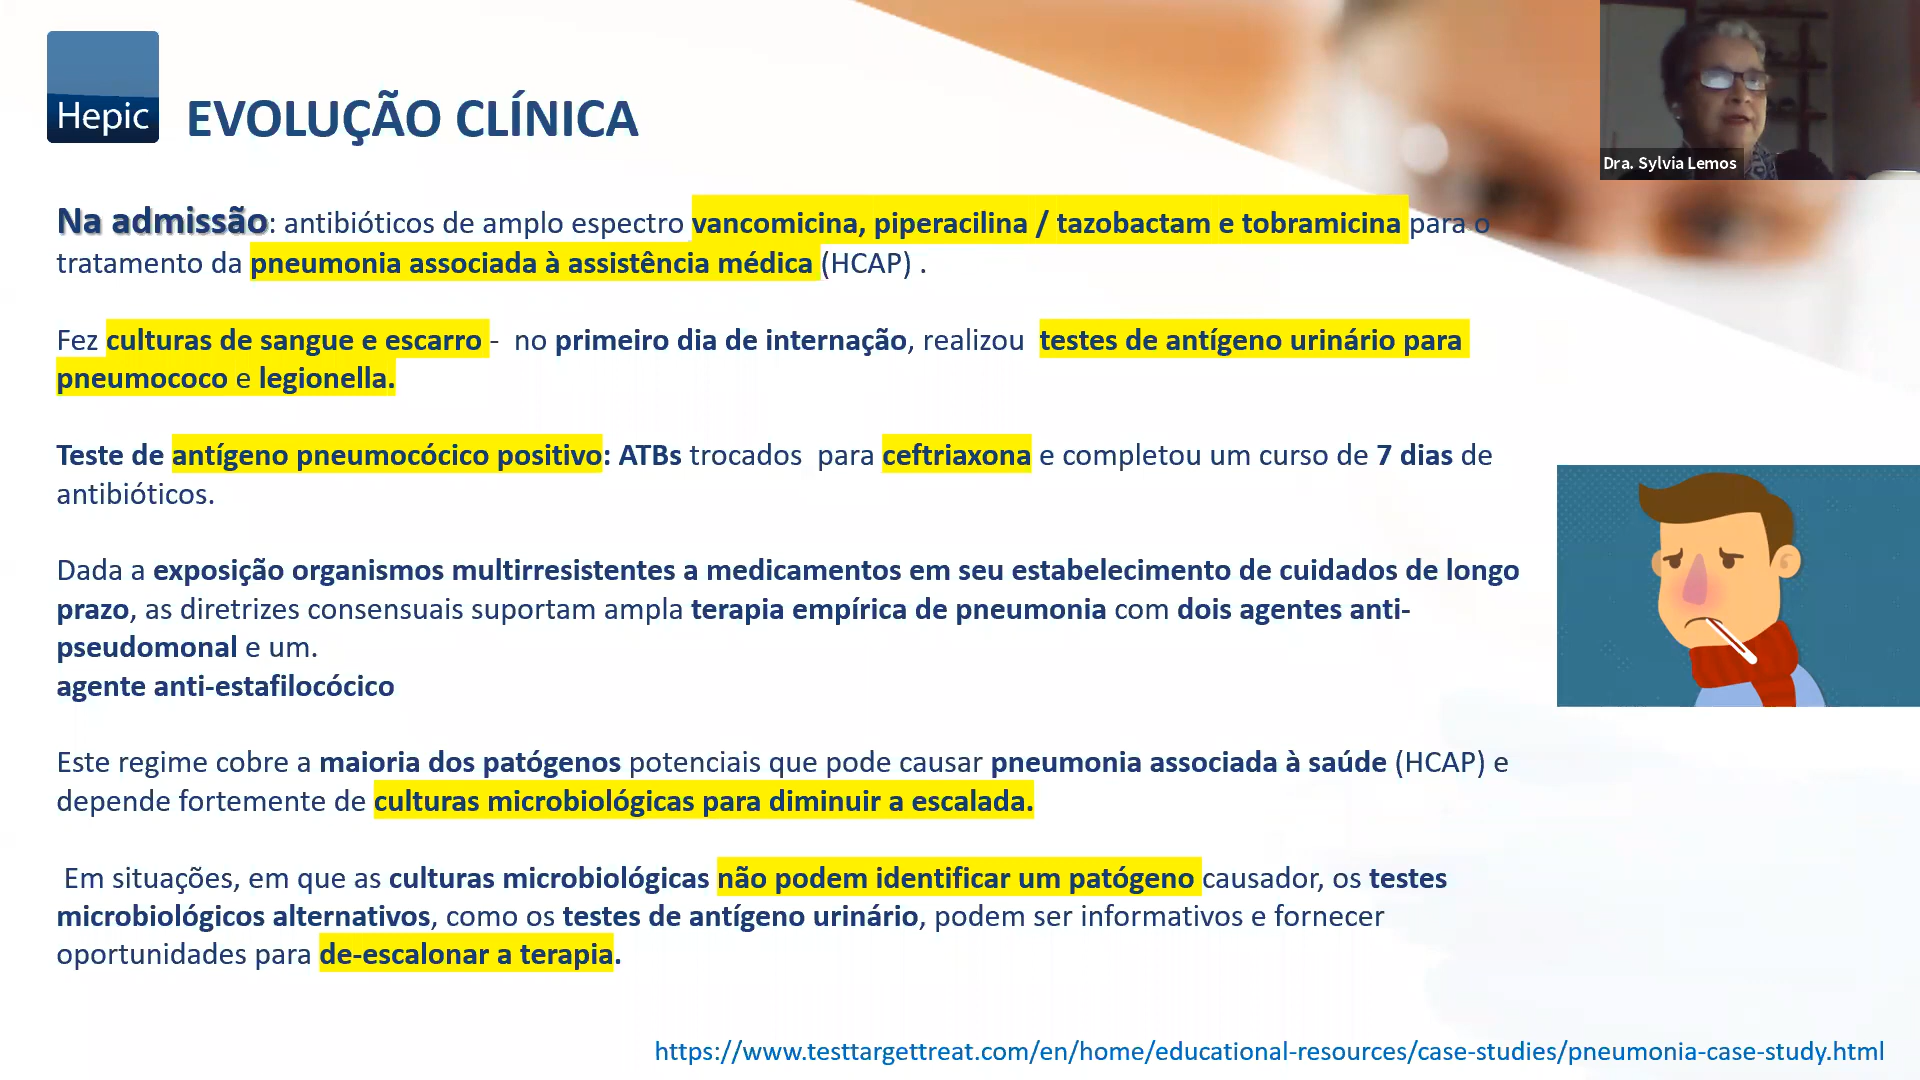 Hepic
EVOLUÇÃO CLÍNICA
Dra. Sylvia Lemos
Na admissão: antibióticos de amplo espectro vancomicina, piperacilina / tazobactam e tobramicina para o
tratamento da pneumonia associada à assistência médica (HCAP) .
Fez culturas de sangue e escarro - no primeiro dia de internação, realizou testes de antígeno urinário para
pneumococo e legionella.
Teste de antígeno pneumocócico positivo: ATBs trocados para ceftriaxona e completou um curso de 7 dias de
antibióticos.
Dada a exposição organismos multirresistentes a medicamentos em seu estabelecimento de cuidados de longo
prazo, as diretrizes consensuais suportam ampla terapia empírica de pneumonia com dois agentes anti-
pseudomonal e um.
agente anti-estafilocócico
Este regime cobre a maioria dos patógenos potenciais que pode causar pneumonia associada à saúde (HCAP) e
depende fortemente de culturas microbiológicas para diminuir a escalada.
Em situações, em que as culturas microbiológicas não podem identificar um patógeno causador, os testes
microbiológicos alternativos, como os testes de antígeno urinário, podem ser informativos e fornecer
oportunidades para de-escalonar a terapia.
https://www.testtargettreat.com/en/home/educational-resources/case-studies/pneumonia-case-study.html